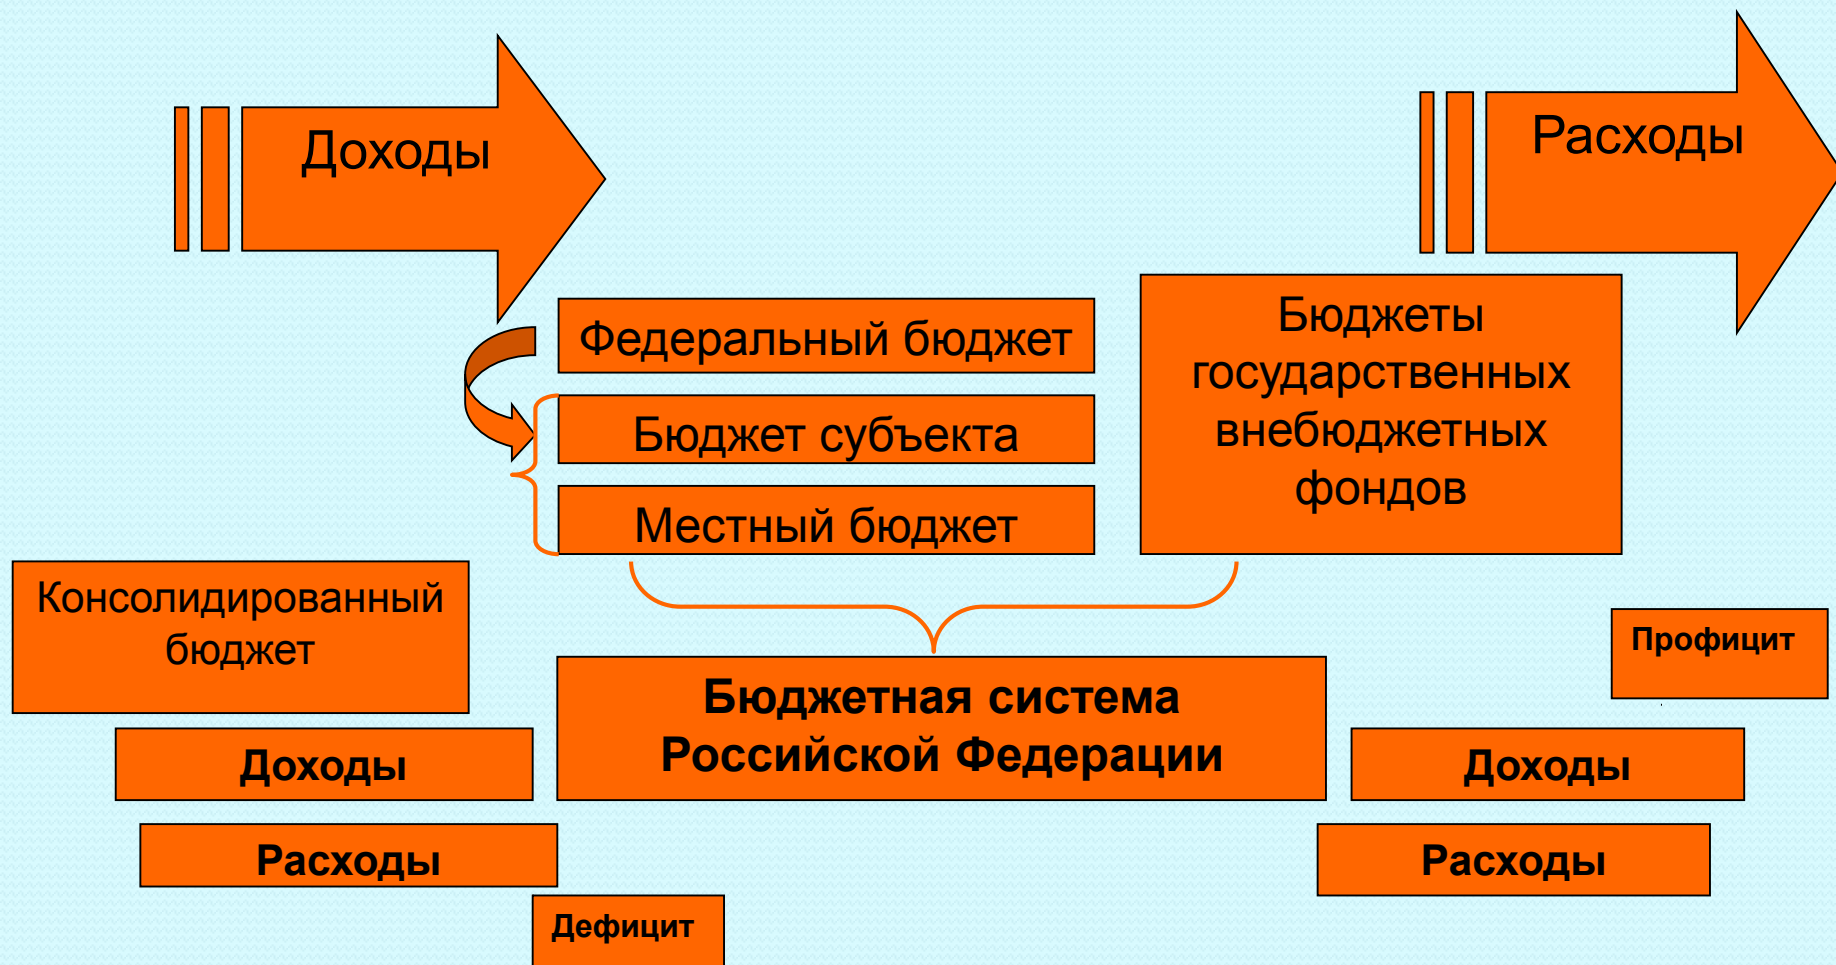 Доходы
Расходы
Федеральный бюджет
Бюджет субъекта
Местный бюджет
Бюджеты
государственных
внебюджетных
фондов
Консолидированный
бюджет
Бюджетная система
Российской Федерации
Профицит
Доходы
Расходы
Дефицит
Доходы
Расходы